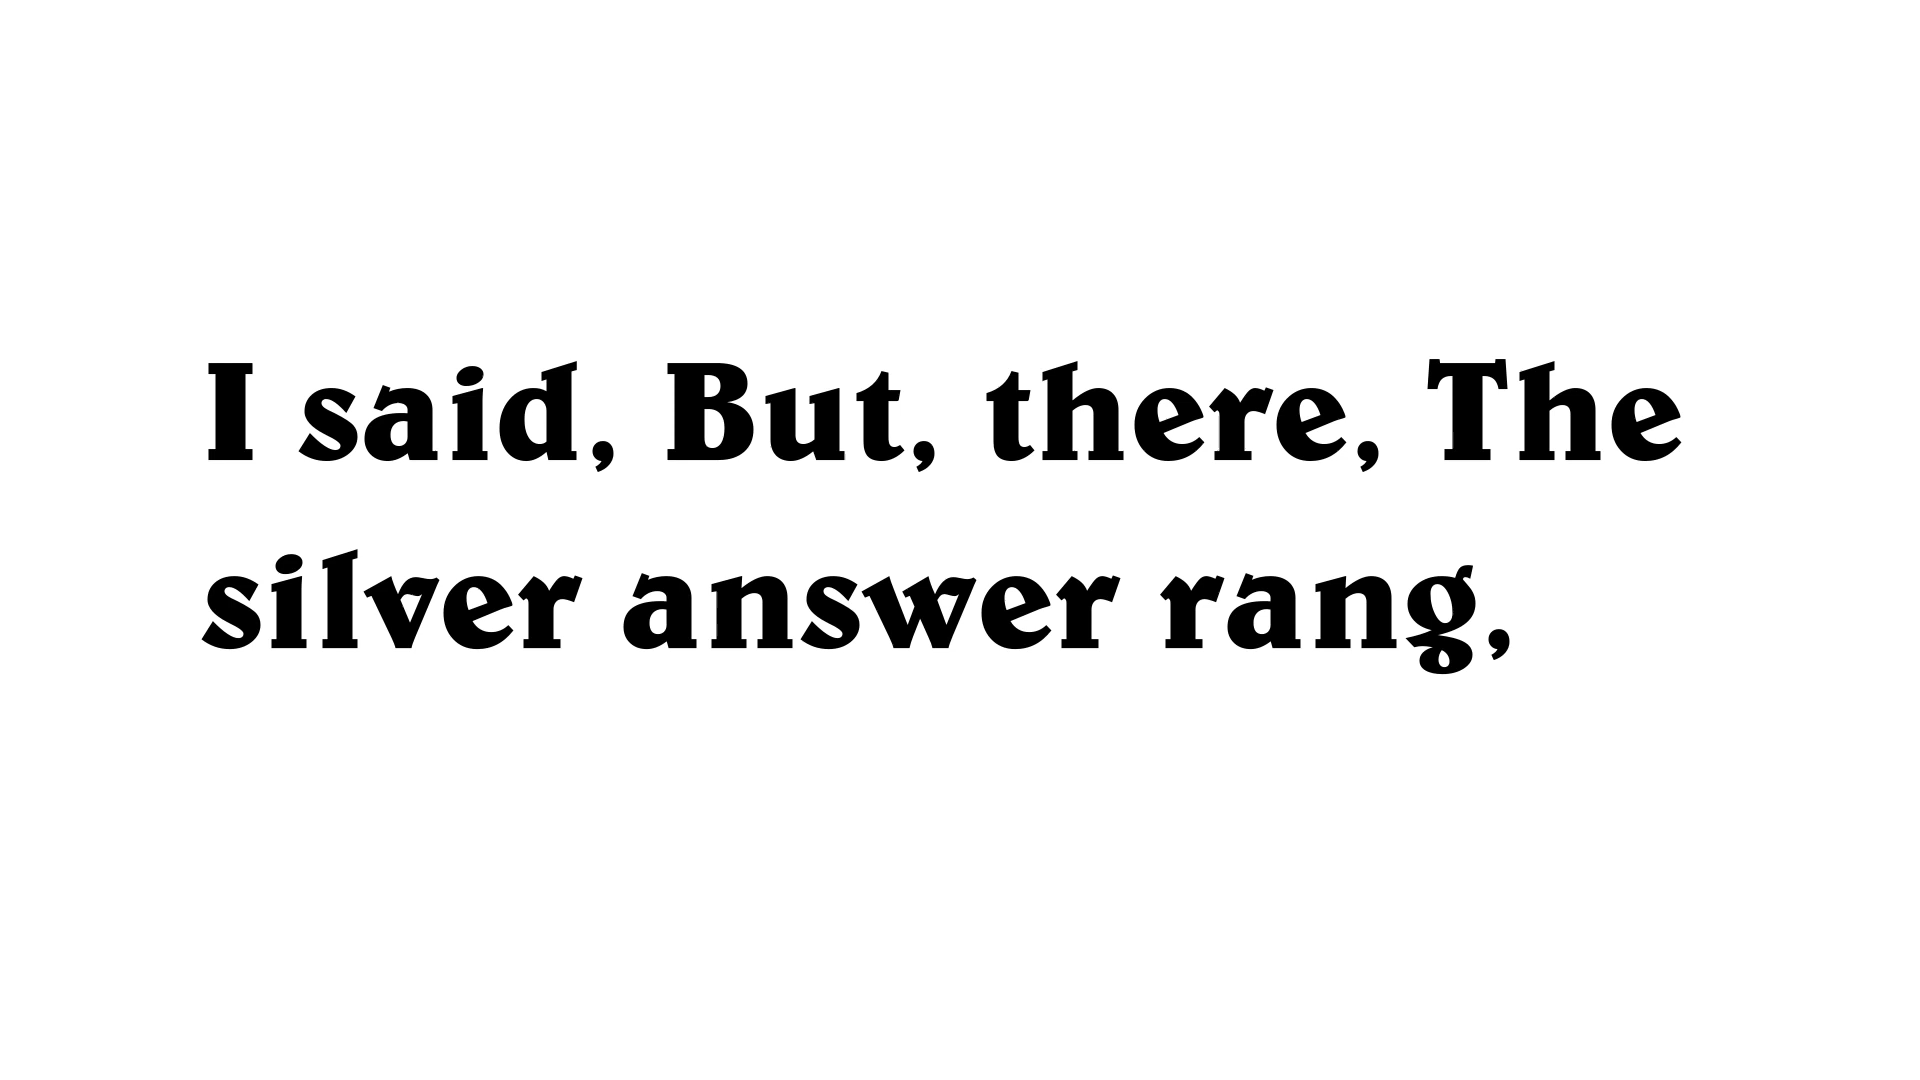 I said, But, there, The
silver answer rang,